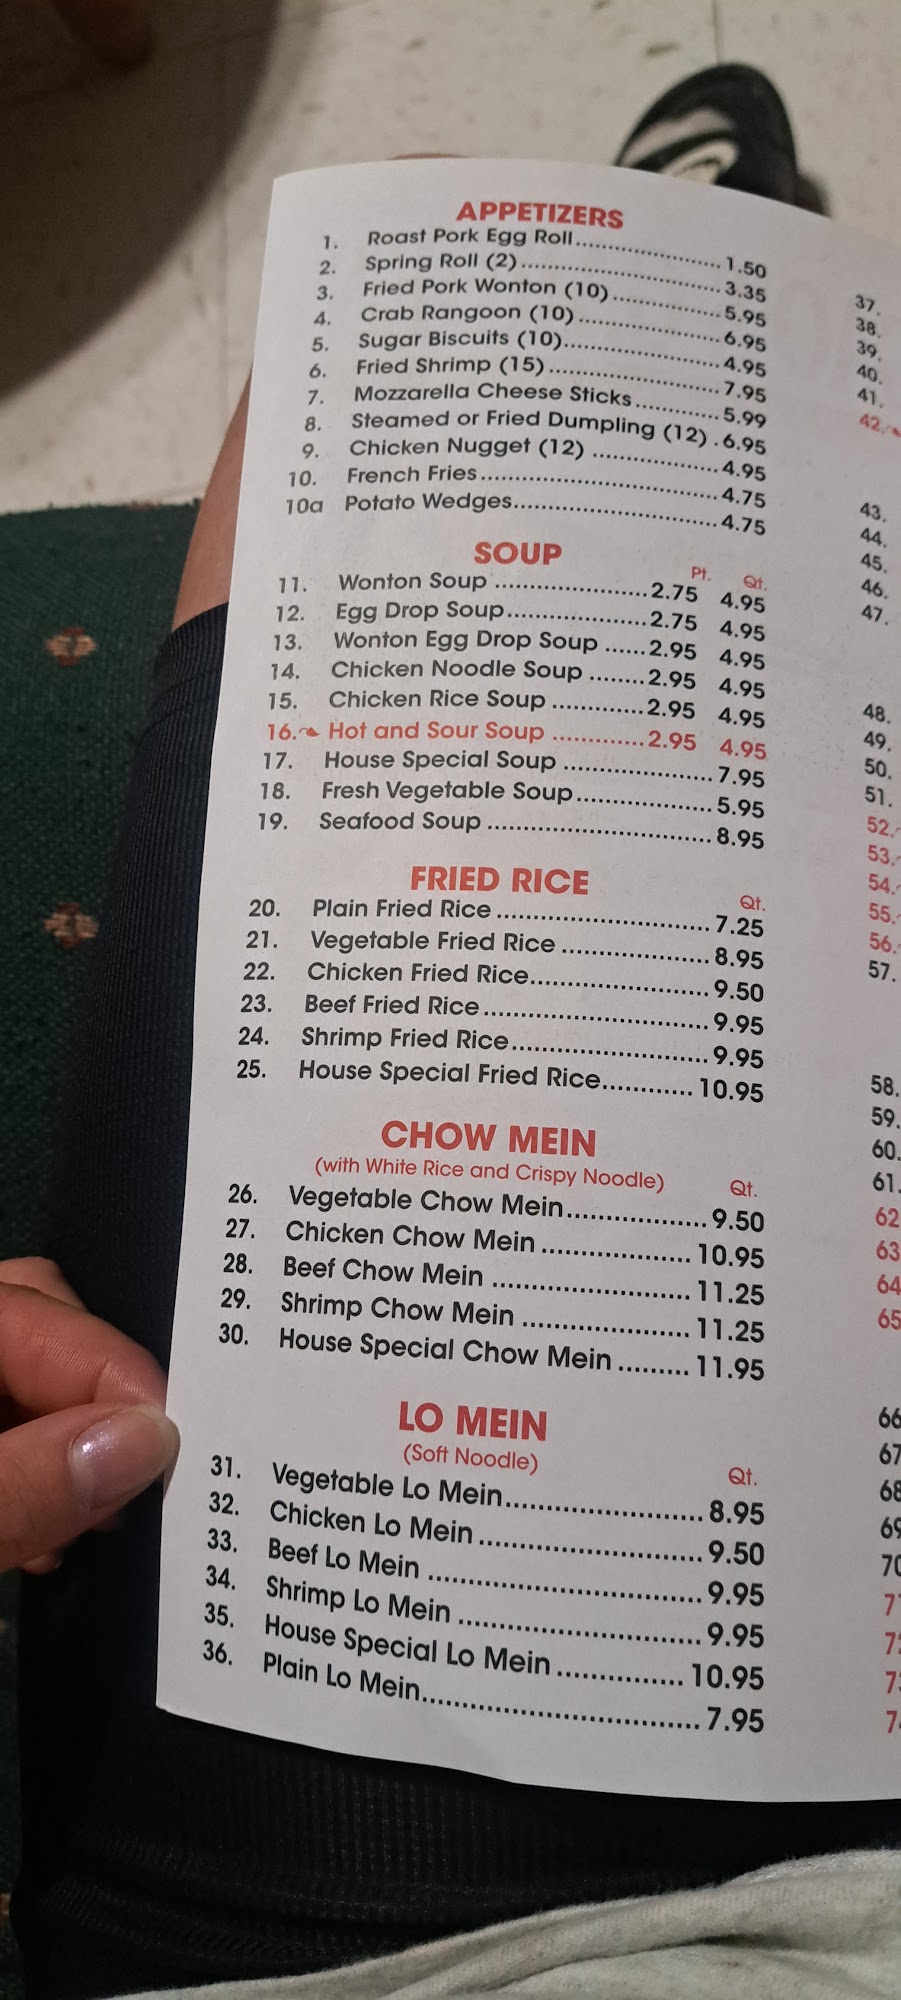 APPETIZERS
1. Roast Pork Egg Roll 1.50
2. Spring Roll (2) 3.35
3. Fried Pork Wonton (10) 5.95
4. Crab Rangoon (10) 6.95
5. Sugar Biscuits (10) 4.95
6. Fried Shrimp (15) 7.95
7. Mozzarella Cheese Sticks 5.99
8. Steamed or Fried Dumpling (12) 6.95
9. Chicken Nugget (12) 4.95
10. French Fries 4.75
10a Potato Wedges 4.75
SOUP
Pt. Qt.
11. Wonton Soup 2.75 4.95
12. Egg Drop Soup 2.75 4.95
13. Wonton Egg Drop Soup 2.95 4.95
14. Chicken Noodle Soup 2.95 4.95
15. Chicken Rice Soup 2.95 4.95
16. Hot and Sour Soup 2.95 4.95
17. House Special Soup 7.95
18. Fresh Vegetable Soup 5.95
19. Seafood Soup 8.95
FRIED RICE
Qt.
20. Plain Fried Rice 7.25
21. Vegetable Fried Rice 8.95
22. Chicken Fried Rice 9.50
23. Beef Fried Rice 9.95
24. Shrimp Fried Rice 9.95
25. House Special Fried Rice 10.95
CHOW MEIN
(with White Rice and Crispy Noodle)
Qt.
26. Vegetable Chow Mein 9.50
27. Chicken Chow Mein 10.95
28. Beef Chow Mein 11.25
29. Shrimp Chow Mein 11.25
30. House Special Chow Mein 11.95
LO MEIN
(Soft Noodle)
Qt.
31. Vegetable Lo Mein 8.95
32. Chicken Lo Mein 9.50
33. Beef Lo Mein 9.95
34. Shrimp Lo Mein 9.95
35. House Special Lo Mein 10.95
36. Plain Lo Mein 7.95
37.
38.
39.
40.
41.
42.
43.
44.
45.
46.
47.
48.
49.
50.
51.
52.
53.
54.
55.
56.
57.
58.
59.
60.
61.
62
63
64
65
66
67
68
69
70